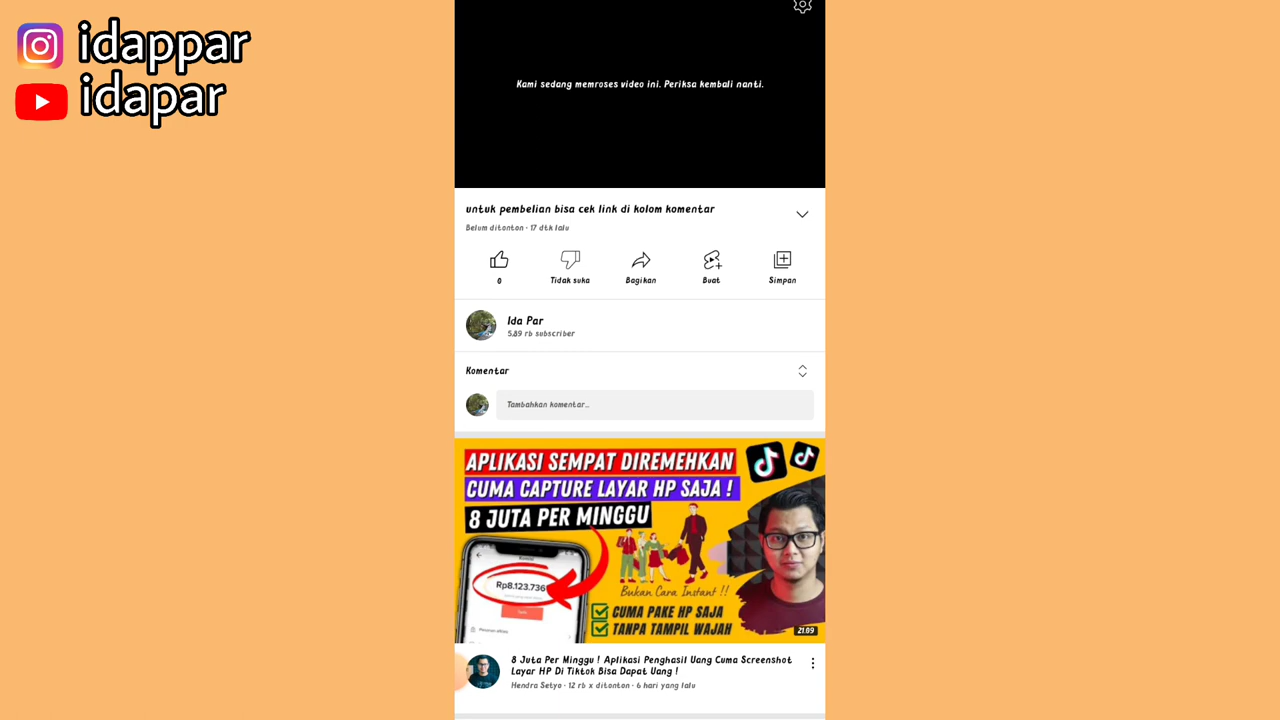 idappar
idapar
Kami sedang memroses video ini. Periksa kembali nanti.
untuk pembelian bisa cek link di kolom komentar
Belum ditonton · 17 dtk lalu
0
Tidak suka
Bagikan
Buat
Simpan
Ida Par
5,89 rb subscriber
Komentar
Tambahkan komentar...
APLIKASI SEMPAT DIREMEHKAN
CUMA CAPTURE LAYAR HP SAJA !
8 JUTA PER MINGGU
Rp8.123.736
Bukan Cara Instant !!
CUMA PAKE HP SAJA
TANPA TAMPIL WAJAH
21.09
8 Juta Per Minggu ! Aplikasi Penghasil Uang Cuma Screenshot
Layar HP Di Tiktok Bisa Dapat Uang !
Hendra Setyo · 12 rb x ditonton · 6 hari yang lalu